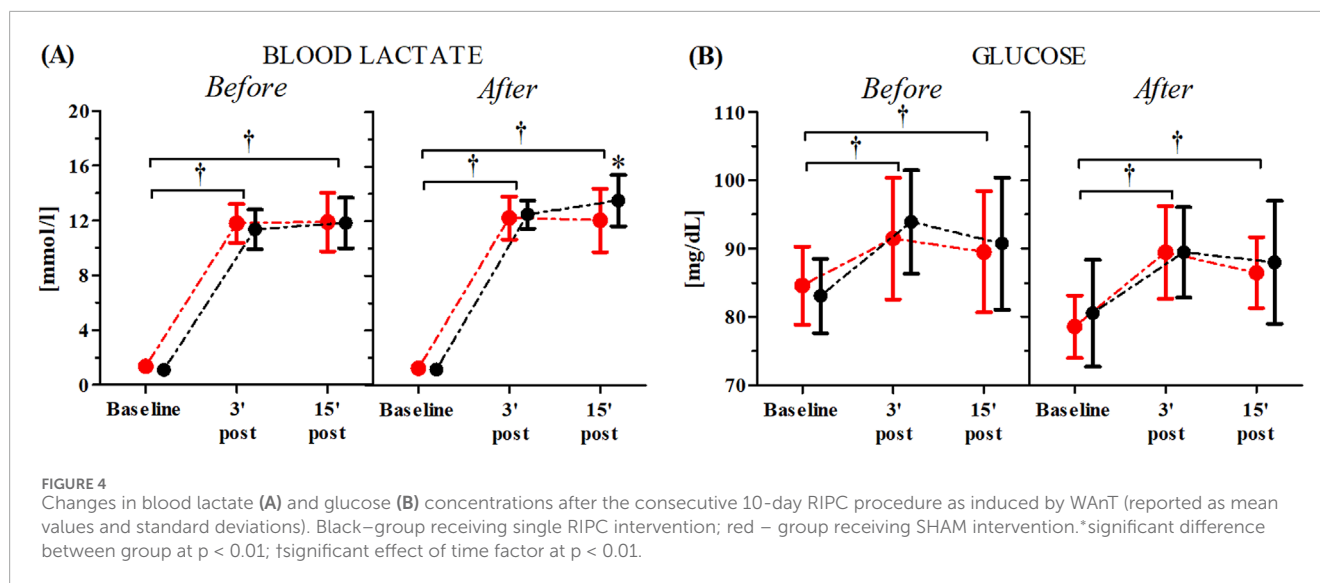 (A) BLOOD LACTATE
Before After
20
16
12
8
4
0
[mmol/l]
† † † † *
Baseline 3' post 15' post
Baseline 3' post 15' post
(B) GLUCOSE
Before After
110
100
90
80
70
[mg/dL]
† † † †
Baseline 3' post 15' post
Baseline 3' post 15' post
FIGURE 4
Changes in blood lactate (A) and glucose (B) concentrations after the consecutive 10-day RIPC procedure as induced by WAnT (reported as mean
values and standard deviations). Black–group receiving single RIPC intervention; red – group receiving SHAM intervention.*significant difference
between group at p < 0.01; †significant effect of time factor at p < 0.01.